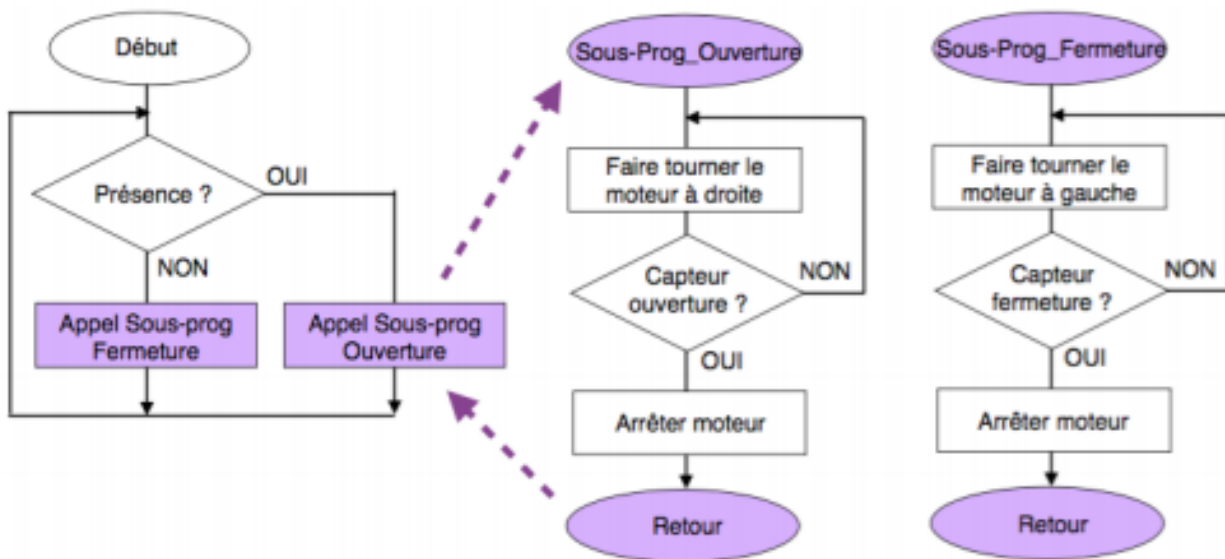 Début
Présence ?
OUI
NON
Appel Sous-prog
Fermeture
Appel Sous-prog
Ouverture
Sous-Prog_Ouverture
Faire tourner le
moteur à droite
Capteur
ouverture ?
NON
OUI
Arrêter moteur
Retour
Sous-Prog_Fermeture
Faire tourner le
moteur à gauche
Capteur
fermeture ?
NON
OUI
Arrêter moteur
Retour